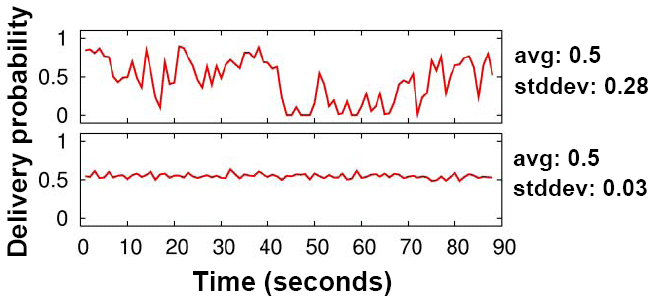 Delivery probability
1
0.5
0
avg: 0.5
stddev: 0.28
1
0.5
0
avg: 0.5
stddev: 0.03
0 10 20 30 40 50 60 70 80 90
Time (seconds)